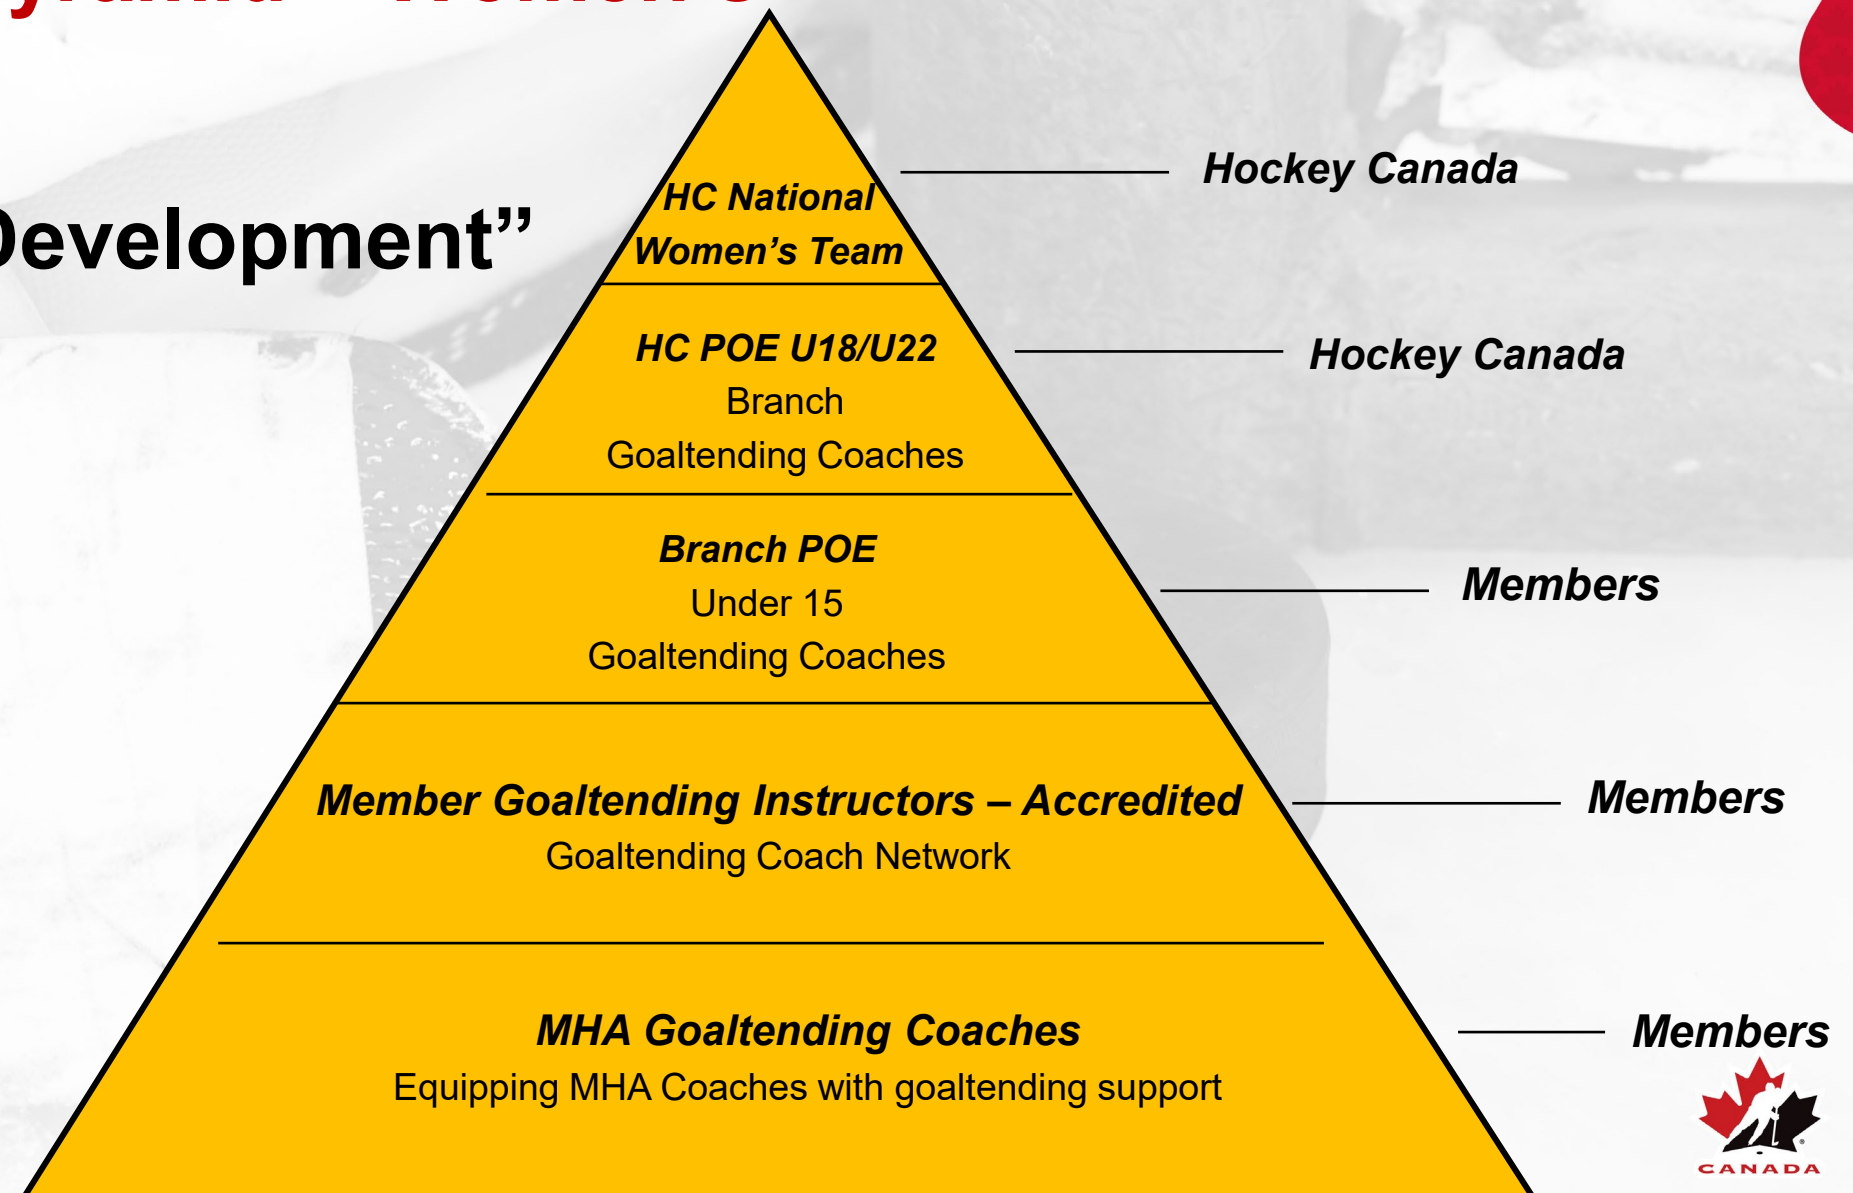 Women's
Development”
HC National
Women’s Team
Hockey Canada
HC POE U18/U22
Branch
Goaltending Coaches
Hockey Canada
Branch POE
Under 15
Goaltending Coaches
Members
Member Goaltending Instructors – Accredited
Goaltending Coach Network
Members
MHA Goaltending Coaches
Equipping MHA Coaches with goaltending support
Members
CANADA